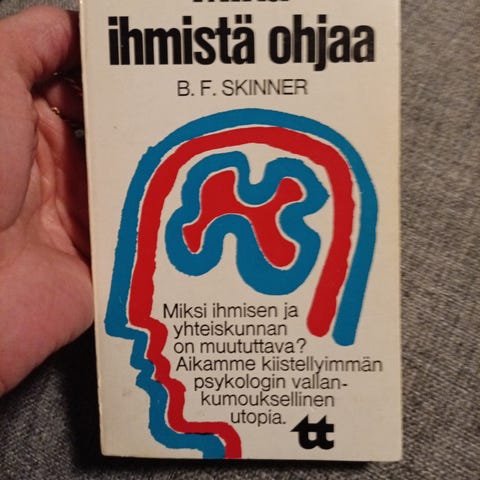 ihmistä ohjaa
B. F. SKINNER
Miksi ihmisen ja
yhteiskunnan
on muututtava?
Aikamme kiistellyimmän
psykologin vallan-
kumouksellinen
utopia.
tt